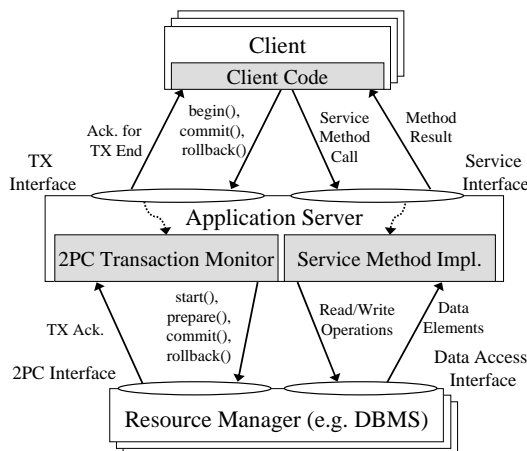 Client
Client Code
Ack. for
TX End
begin(),
commit(),
rollback()
Service
Method
Call
Method
Result
TX
Interface
Service
Interface
Application Server
2PC Transaction Monitor
Service Method Impl.
TX Ack.
start(),
prepare(),
commit(),
rollback()
Read/Write
Operations
Data
Elements
2PC Interface
Data Access
Interface
Resource Manager (e.g. DBMS)